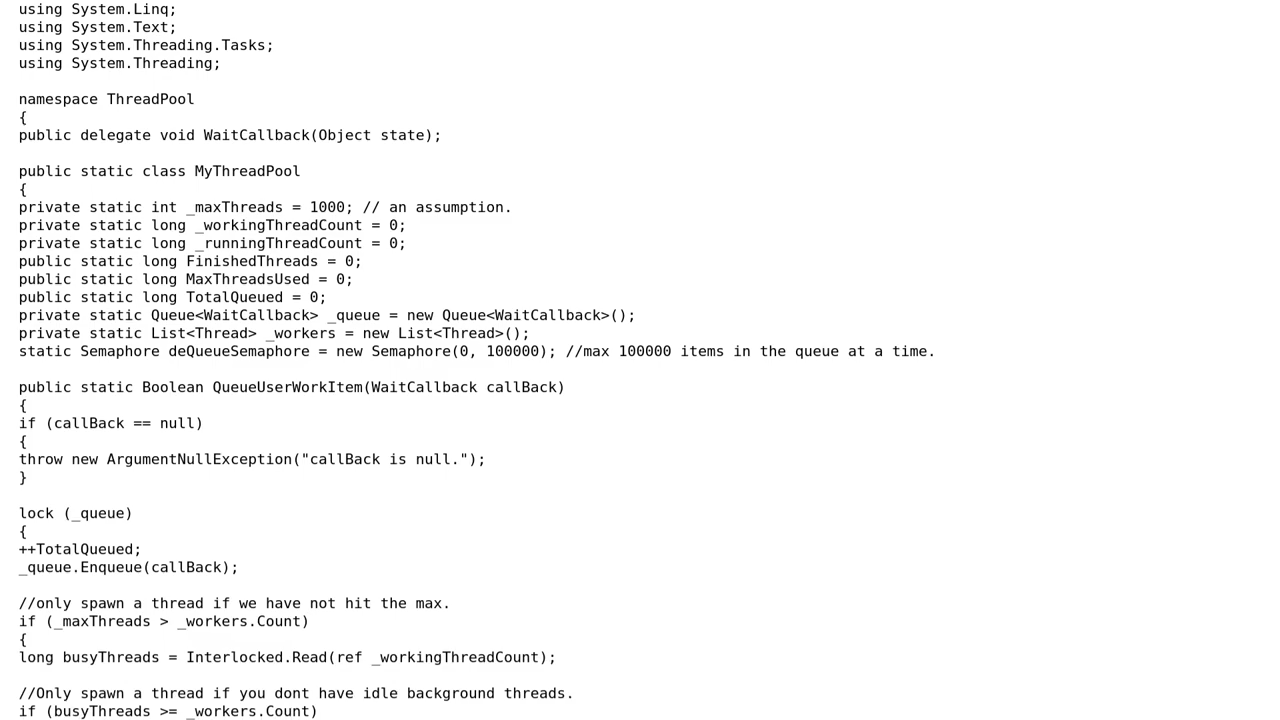 using System.Linq;
using System.Text;
using System.Threading.Tasks;
using System.Threading;
namespace ThreadPool
{
public delegate void WaitCallback(Object state);
public static class MyThreadPool
{
private static int _maxThreads = 1000; // an assumption.
private static long _workingThreadCount = 0;
private static long _runningThreadCount = 0;
public static long FinishedThreads = 0;
public static long MaxThreadsUsed = 0;
public static long TotalQueued = 0;
private static Queue<WaitCallback> _queue = new Queue<WaitCallback>();
private static List<Thread> _workers = new List<Thread>();
static Semaphore deQueueSemaphore = new Semaphore(0, 100000); //max 100000 items in the queue at a time.
public static Boolean QueueUserWorkItem(WaitCallback callBack)
{
if (callBack == null)
{
throw new ArgumentNullException("callBack is null.");
}
lock (_queue)
{
++TotalQueued;
_queue.Enqueue(callBack);
//only spawn a thread if we have not hit the max.
if (_maxThreads > _workers.Count)
{
long busyThreads = Interlocked.Read(ref _workingThreadCount);
//Only spawn a thread if you dont have idle background threads.
if (busyThreads >= _workers.Count)